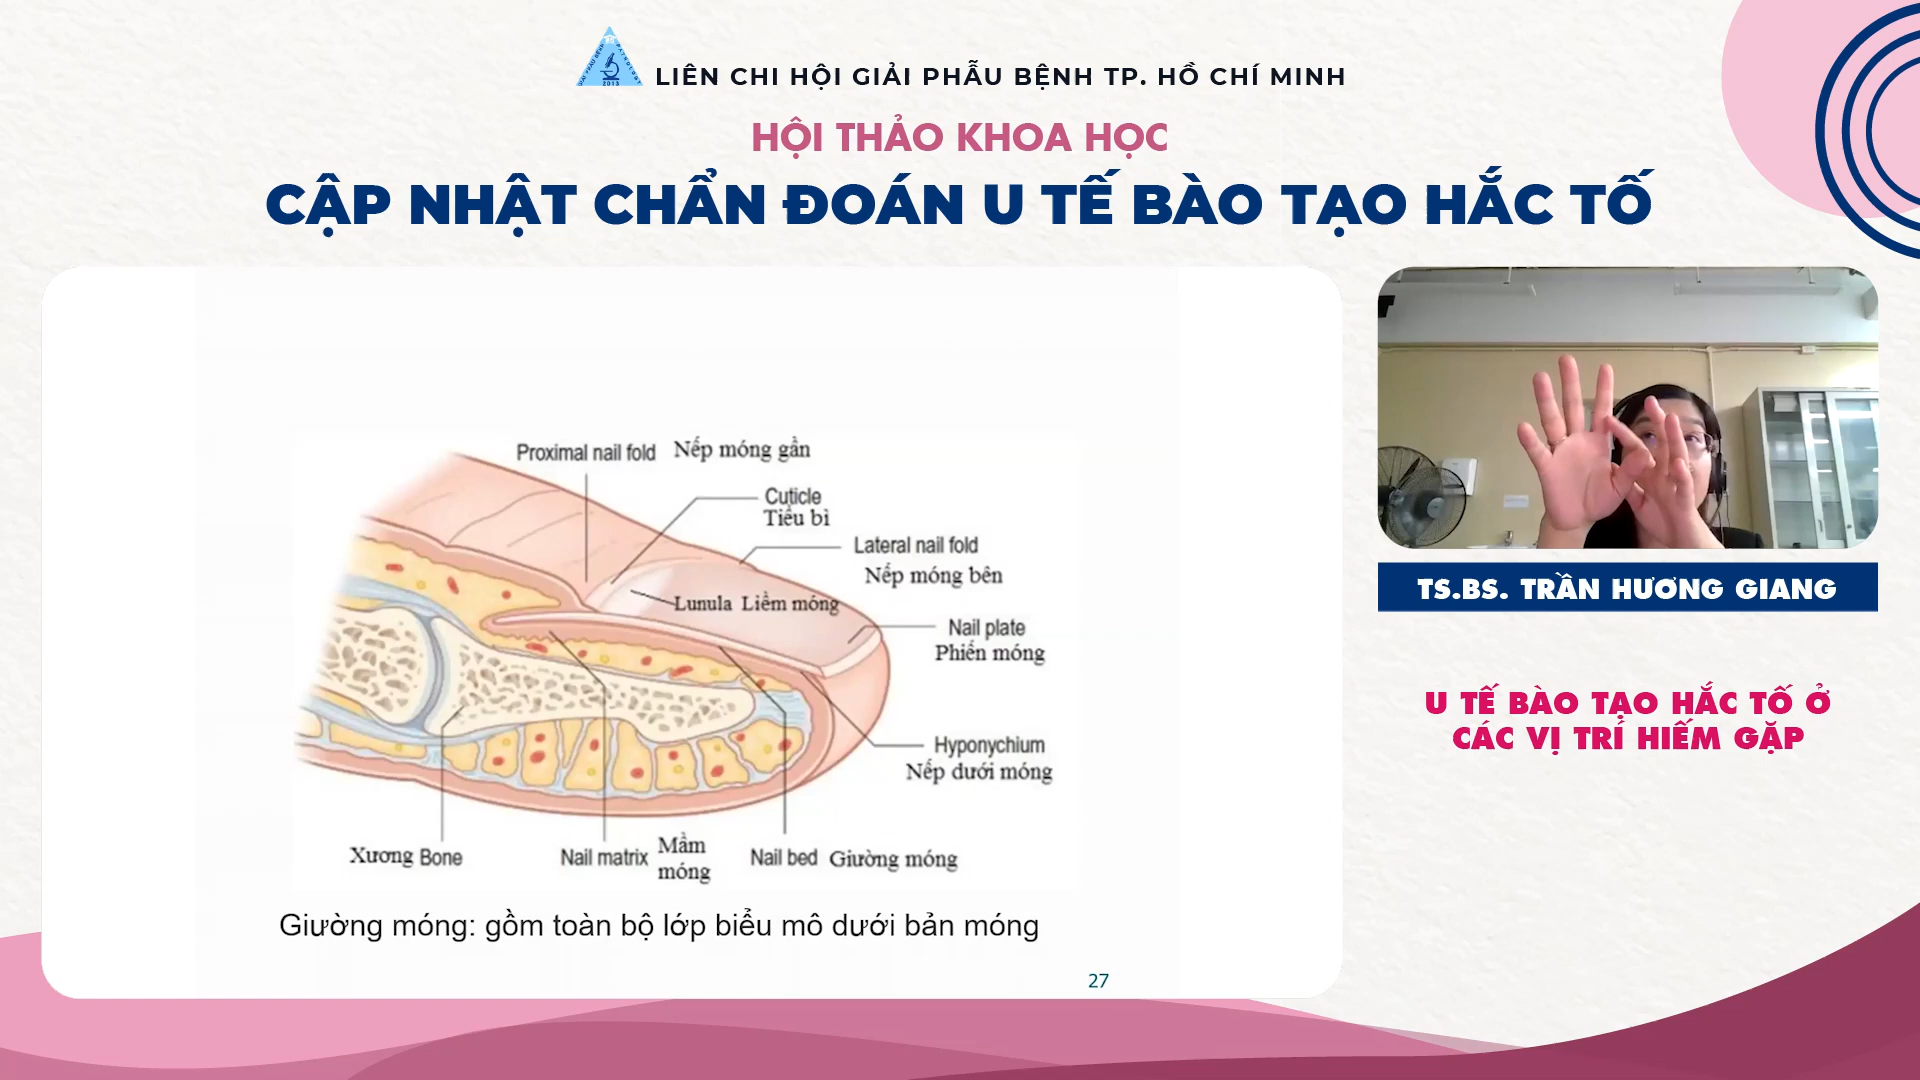 LIÊN CHI HỘI GIẢI PHẪU BỆNH TP. HỒ CHÍ MINH
HỘI THẢO KHOA HỌC
CẬP NHẬT CHẨN ĐOÁN U TẾ BÀO TẠO HẮC TỐ
Proximal nail fold Nếp móng gần
Cuticle
Tiểu bì
Lateral nail fold
Nếp móng bên
Lunula Liềm móng
Nail plate
Phiến móng
Hyponychium
Nếp dưới móng
Xương Bone
Nail matrix Mầm móng
Nail bed Giường móng
Giường móng: gồm toàn bộ lớp biểu mô dưới bản móng
27
TS.BS. TRẦN HƯƠNG GIANG
U TẾ BÀO TẠO HẮC TỐ Ở
CÁC VỊ TRÍ HIẾM GẶP